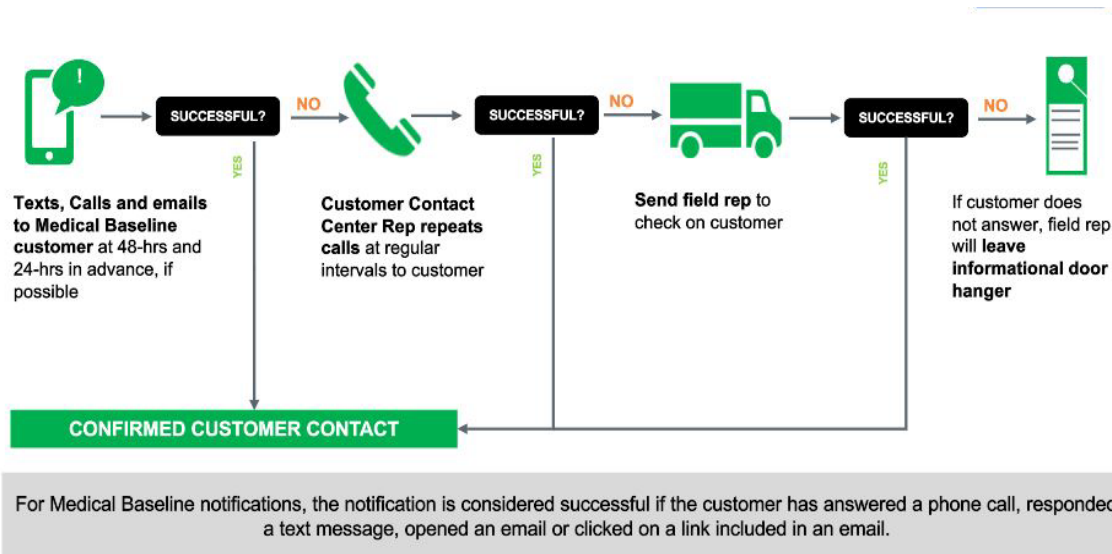 !
SUCCESSFUL?
NO
SUCCESSFUL?
NO
SUCCESSFUL?
NO
YES
YES
YES
Texts, Calls and emails
to Medical Baseline
customer at 48-hrs and
24-hrs in advance, if
possible
Customer Contact
Center Rep repeats
calls at regular
intervals to customer
Send field rep to
check on customer
If customer does
not answer, field rep
will leave
informational door
hanger
CONFIRMED CUSTOMER CONTACT
For Medical Baseline notifications, the notification is considered successful if the customer has answered a phone call, responded
a text message, opened an email or clicked on a link included in an email.